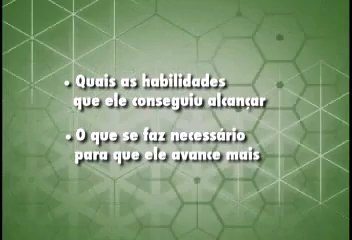 • Quais as habilidades
que ele conseguiu alcançar
• O que se faz necessário
para que ele avance mais